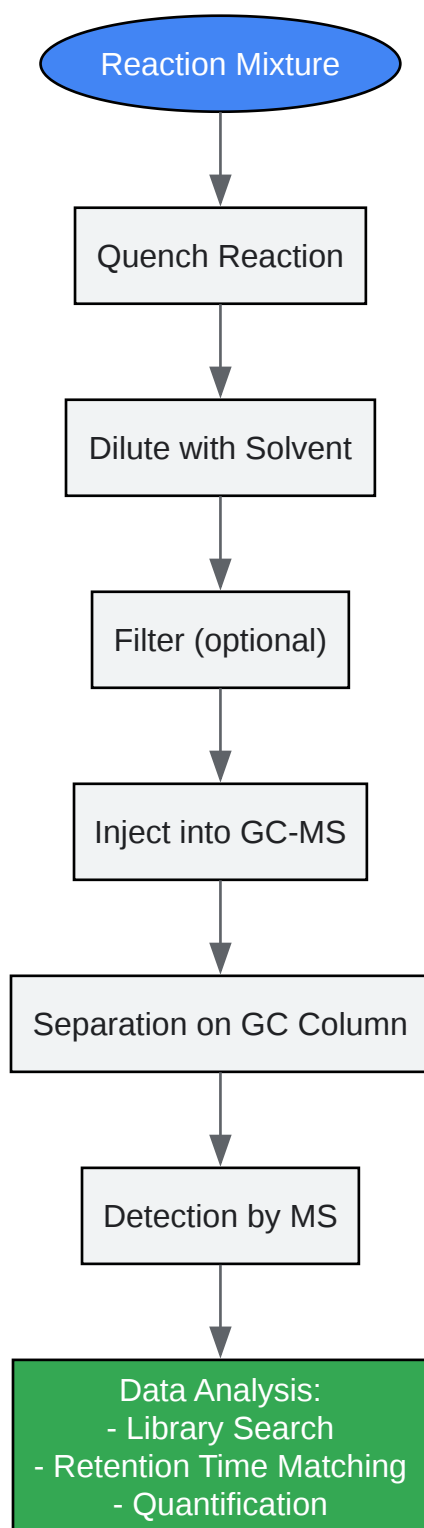 Reaction Mixture
Quench Reaction
Dilute with Solvent
Filter (optional)
Inject into GC-MS
Separation on GC Column
Detection by MS
Data Analysis:
- Library Search
- Retention Time Matching
- Quantification